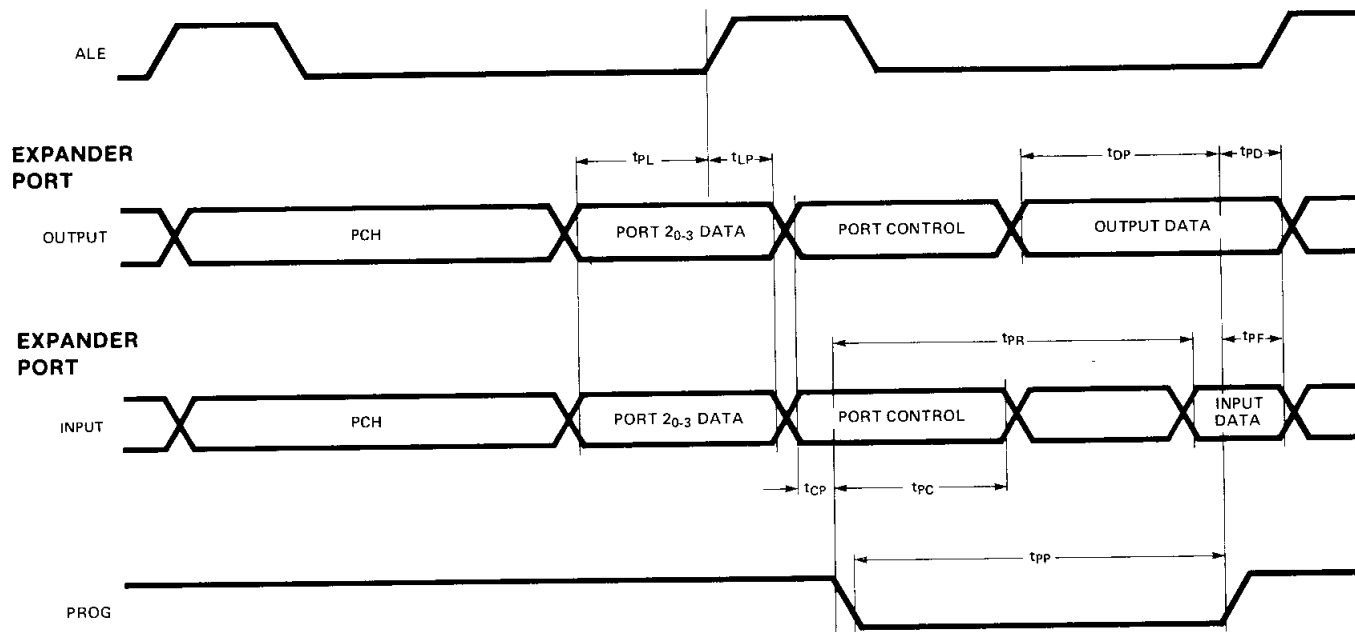 ALE
EXPANDER
PORT
tPL
tLP
tDP
tPD
OUTPUT
PCH
PORT 20-3 DATA
PORT CONTROL
OUTPUT DATA
EXPANDER
PORT
tPR
tPF
INPUT
PCH
PORT 20-3 DATA
PORT CONTROL
INPUT
DATA
tCP
tPC
tPP
PROG